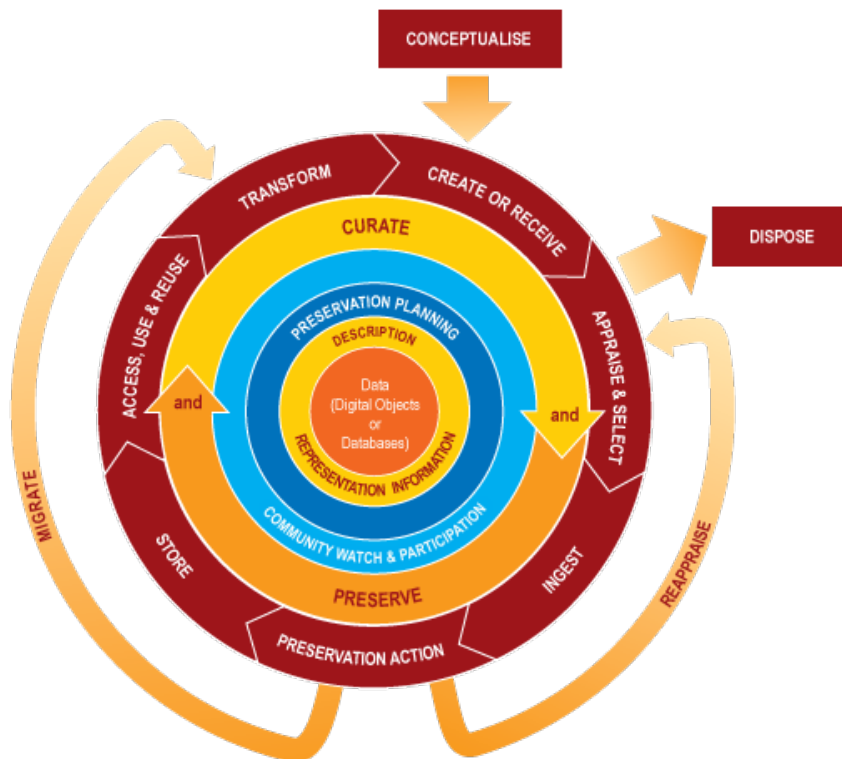 CONCEPTUALISE
TRANSFORM
CREATE OR RECEIVE
DISPOSE
CURATE
ACCESS, USE & REUSE
APPRAISE & SELECT
PRESERVATION PLANNING
DESCRIPTION
Data
(Digital Objects
or
Databases)
and
and
REPRESENTATION INFORMATION
COMMUNITY WATCH & PARTICIPATION
MIGRATE
STORE
INGEST
REAPPRAISE
PRESERVE
PRESERVATION ACTION